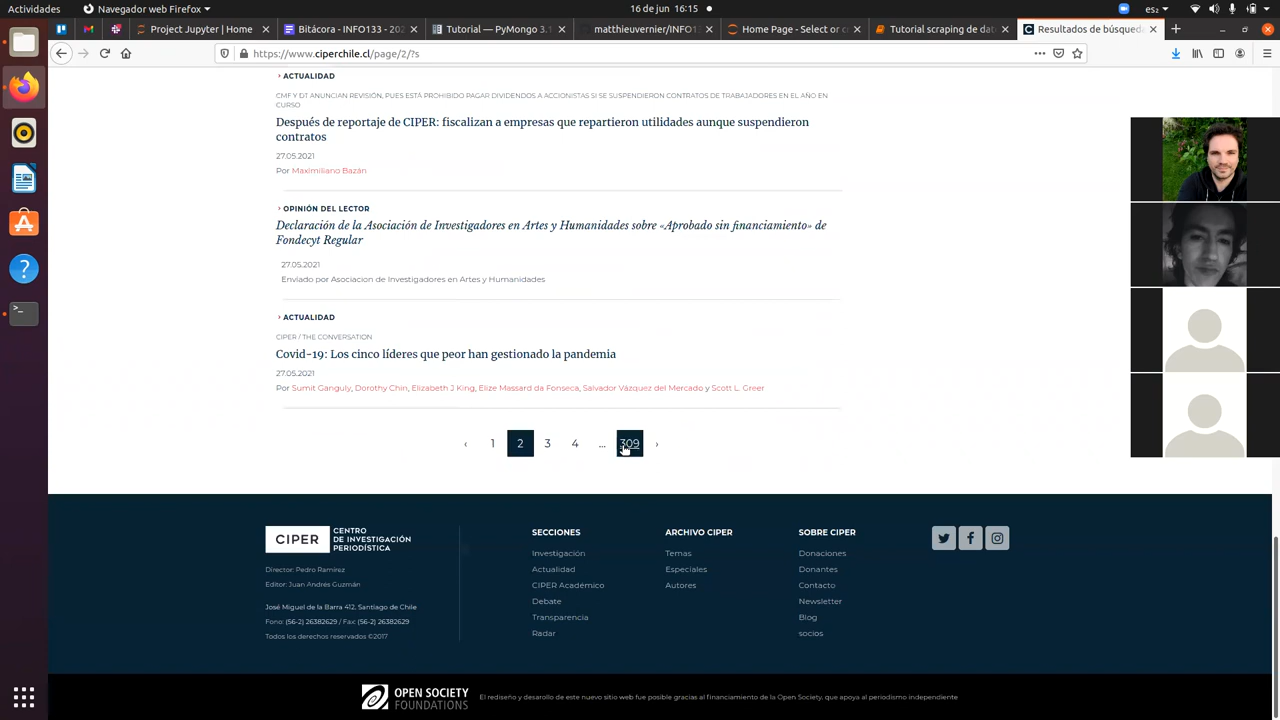 Navegador web Firefox
16 de jun 16:15
es
Project Jupyter | Home
Bitácora - INFO133 - 2
Tutorial — PyMongo 3.1
matthieuvernier/INFO1
Home Page - Select or c
Tutorial scraping de dat
Resultados de búsqued
https://www.ciperchile.cl/page/2/?s
ACTUALIDAD
CMF Y DT ANUNCIAN REVISIÓN, PUES ESTÁ PROHIBIDO PAGAR DIVIDENDOS A ACCIONISTAS SI SE SUSPENDIERON CONTRATOS DE TRABAJADORES EN EL AÑO EN
CURSO
Después de reportaje de CIPER: fiscalizan a empresas que repartieron utilidades aunque suspendieron
contratos
27.05.2021
Por Maximiliano Bazán
OPINIÓN DEL LECTOR
Declaración de la Asociación de Investigadores en Artes y Humanidades sobre «Aprobado sin financiamiento» de
Fondecyt Regular
27.05.2021
Enviado por Asociacion de Investigadores en Artes y Humanidades
ACTUALIDAD
CIPER / THE CONVERSATION
Covid-19: Los cinco líderes que peor han gestionado la pandemia
27.05.2021
Por Sumit Ganguly, Dorothy Chin, Elizabeth J King, Elize Massard da Fonseca, Salvador Vázquez del Mercado y Scott L. Greer
‹ 1 2 3 4 ... 309 ›
CIPER
CENTRO
DE INVESTIGACIÓN
PERIODÍSTICA
Director: Pedro Ramírez
Editor: Juan Andrés Guzmán
José Miguel de la Barra 412, Santiago de Chile
Fono: (56-2) 26382629 / Fax: (56-2) 26382629
Todos los derechos reservados ©2017
SECCIONES
Investigación
Actualidad
CIPER Académico
Debate
Transparencia
Radar
ARCHIVO CIPER
Temas
Especiales
Autores
SOBRE CIPER
Donaciones
Donantes
Contacto
Newsletter
Blog
socios
OPEN SOCIETY
FOUNDATIONS
El rediseño y desarollo de este nuevo sitio web fue posible gracias al financiamiento de la Open Society, que apoya al periodismo independiente